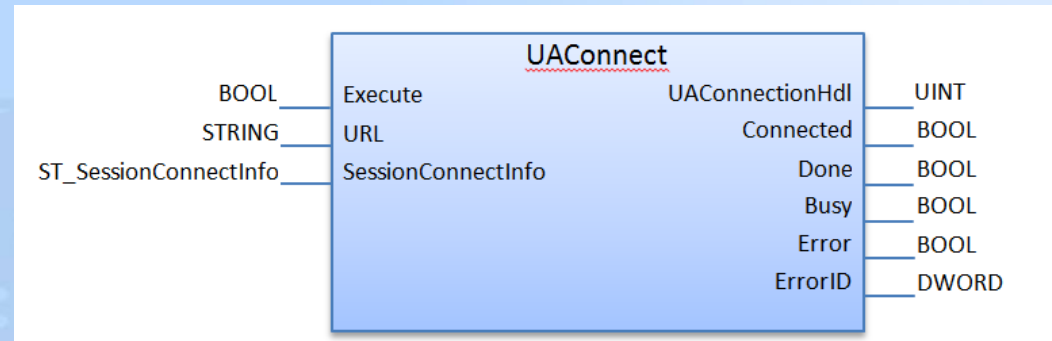 UAConnect
BOOL Execute UAConnectionHdl UINT
STRING URL Connected BOOL
ST_SessionConnectInfo SessionConnectInfo Done BOOL
Busy BOOL
Error BOOL
ErrorID DWORD